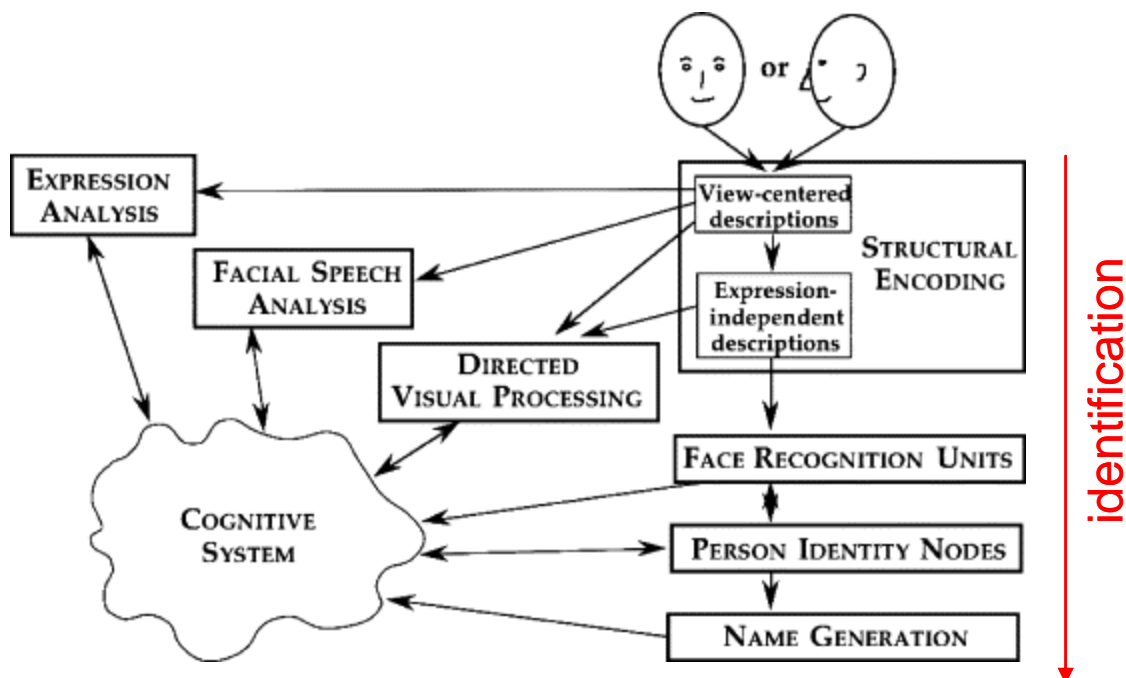 or
EXPRESSION
ANALYSIS
View-centered
descriptions
STRUCTURAL
ENCODING
FACIAL SPEECH
ANALYSIS
Expression-
independent
descriptions
DIRECTED
VISUAL PROCESSING
identification
FACE RECOGNITION UNITS
COGNITIVE
SYSTEM
PERSON IDENTITY NODES
NAME GENERATION